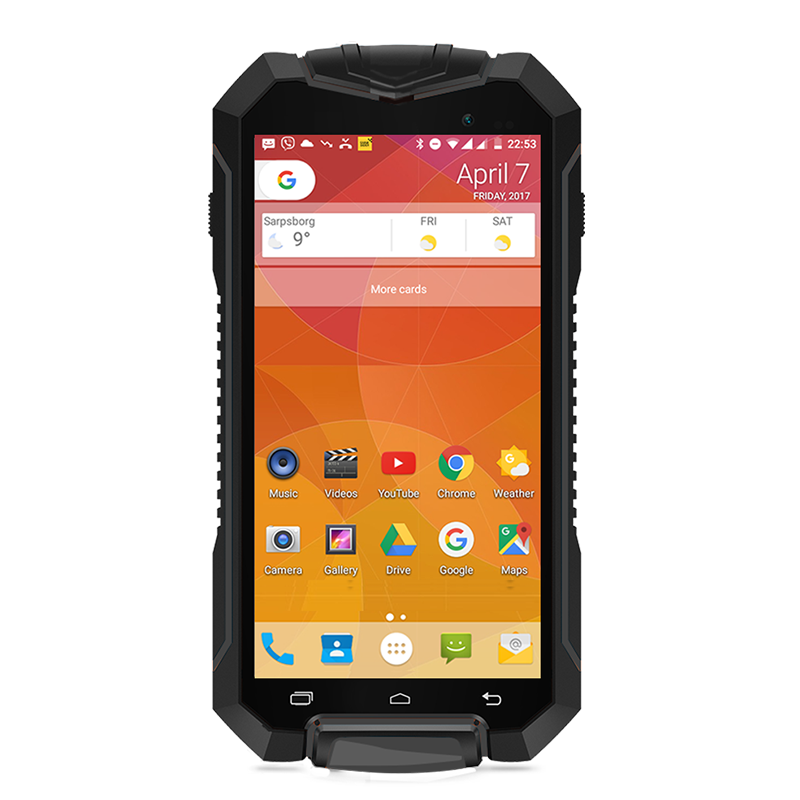 22:53
G
April 7
FRIDAY, 2017
Sarpsborg
9°
FRI
SAT
More cards
Music
Videos
YouTube
Chrome
Weather
Camera
Gallery
Drive
Google
Maps